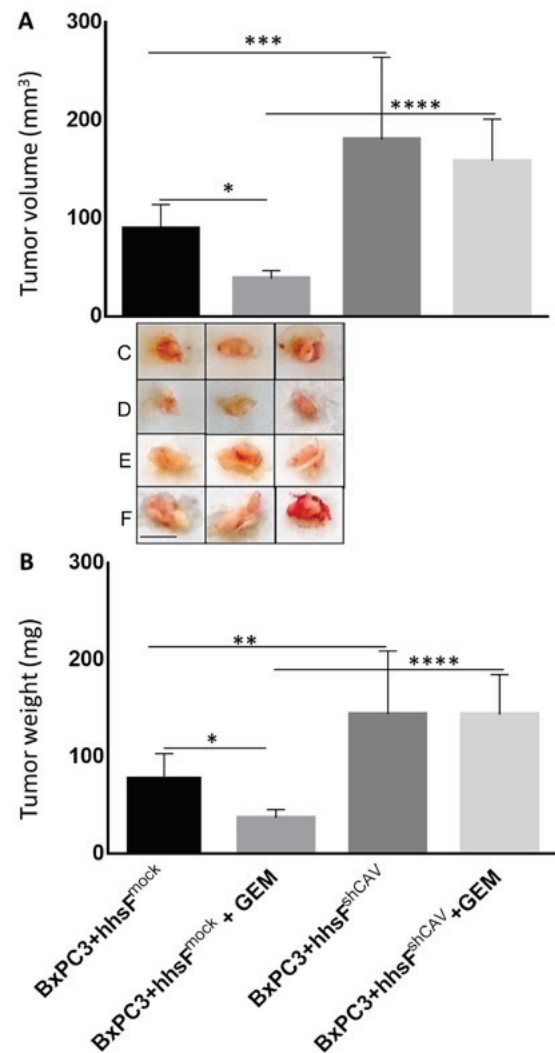 A
Tumor volume (mm³)
300
200
100
0
***
****
*
C
D
E
F
B
Tumor weight (mg)
300
200
100
0
**
****
*
BxPC3+hhsF^mock
BxPC3+hhsF^mock + GEM
BxPC3+hhsF^shCAV
BxPC3+hhsF^shCAV +GEM